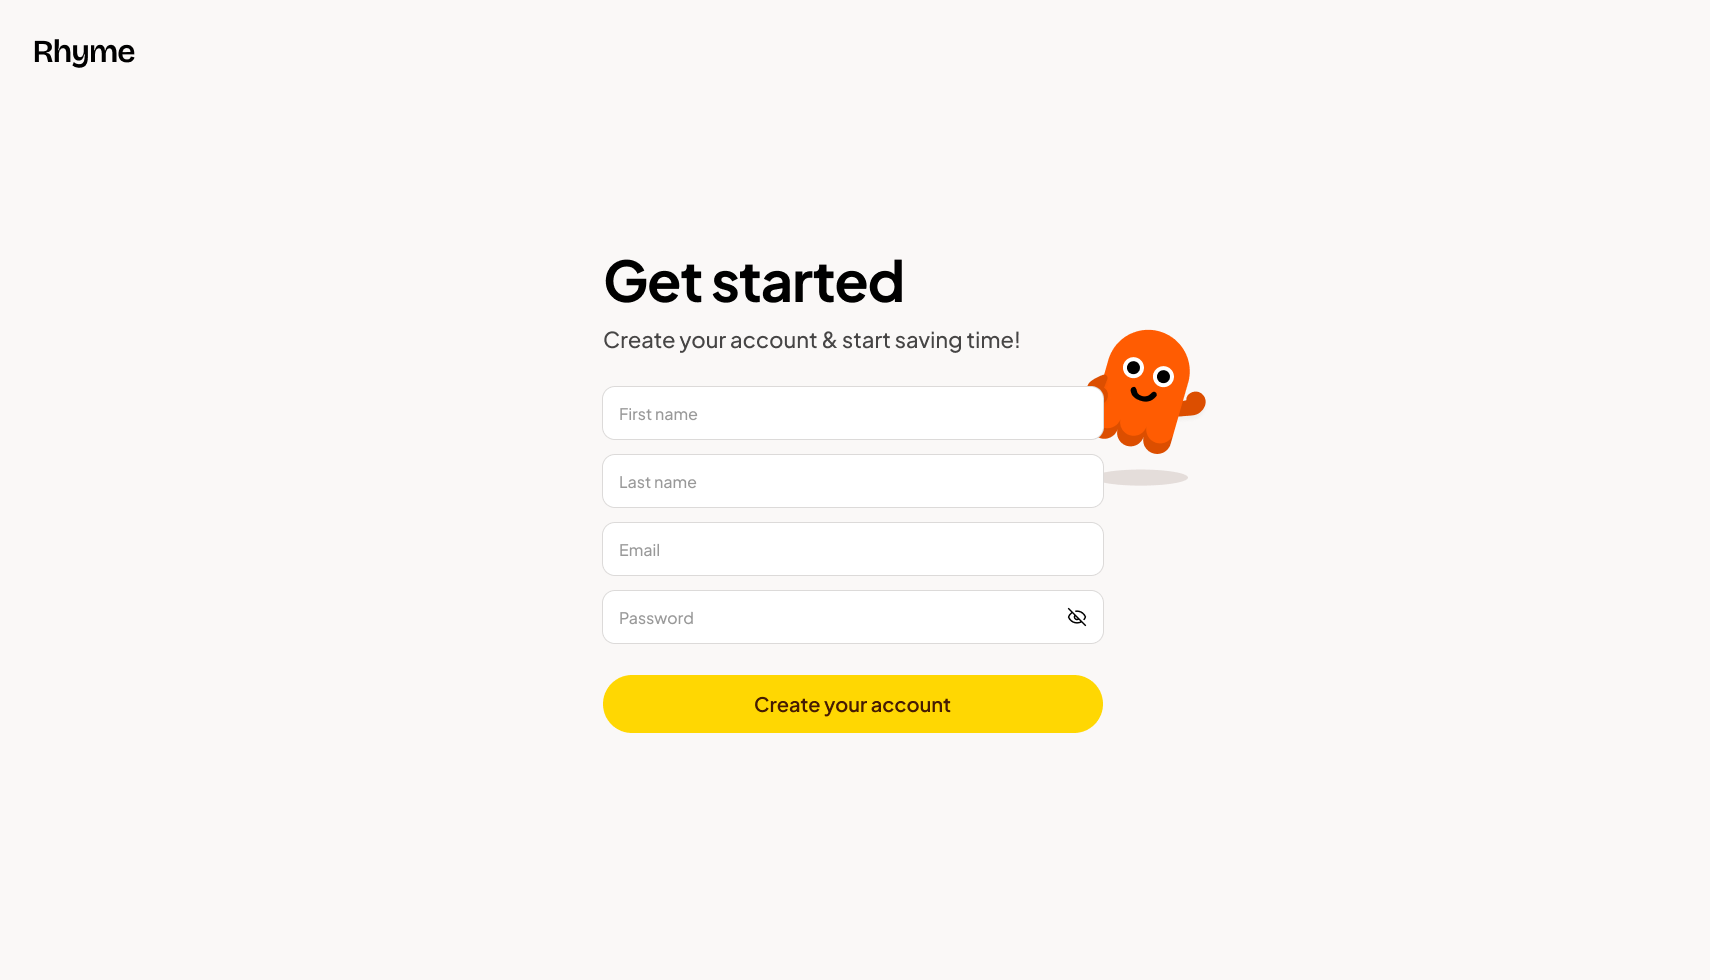 Rhyme
Get started
Create your account & start saving time!
First name
Last name
Email
Password
Create your account